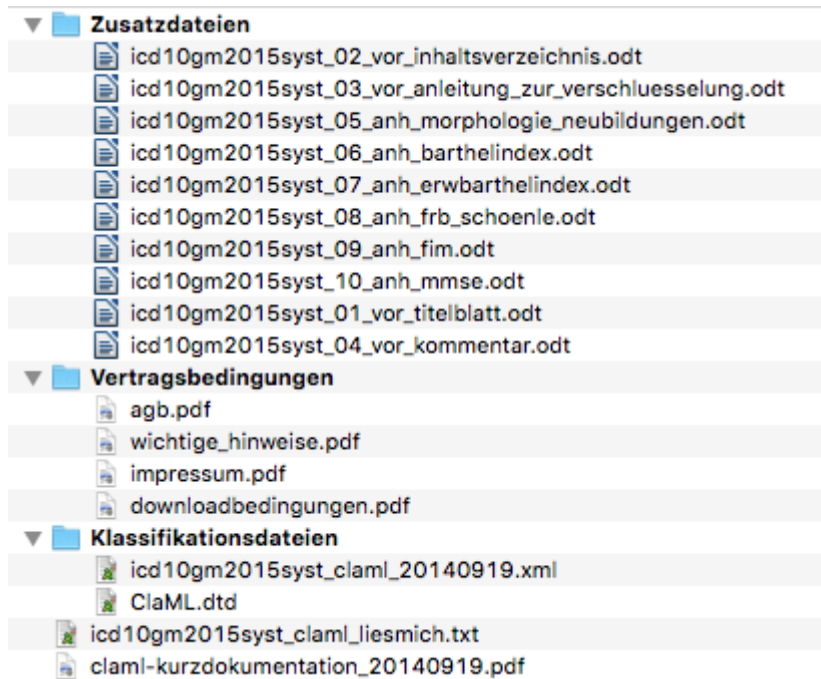 Zusatzdateien
icd10gm2015syst_02_vor_inhaltsverzeichnis.odt
icd10gm2015syst_03_vor_anleitung_zur_verschluesselung.odt
icd10gm2015syst_05_anh_morphologie_neubildungen.odt
icd10gm2015syst_06_anh_barthelindex.odt
icd10gm2015syst_07_anh_erwbarthelindex.odt
icd10gm2015syst_08_anh_frb_schoenle.odt
icd10gm2015syst_09_anh_fim.odt
icd10gm2015syst_10_anh_mmse.odt
icd10gm2015syst_01_vor_titelblatt.odt
icd10gm2015syst_04_vor_kommentar.odt
Vertragsbedingungen
agb.pdf
wichtige_hinweise.pdf
impressum.pdf
downloadbedingungen.pdf
Klassifikationsdateien
icd10gm2015syst_claml_20140919.xml
ClaML.dtd
icd10gm2015syst_claml_liesmich.txt
claml-kurzdokumentation_20140919.pdf